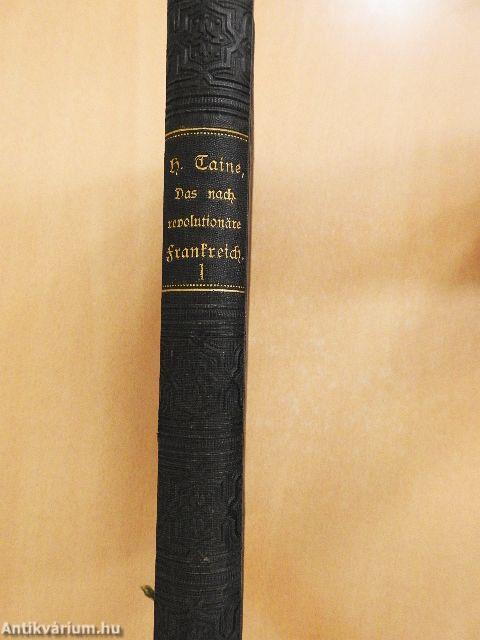 H. Taine,
Das nach
revolutionäre
Frankreich.
1
Antikvárium.hu